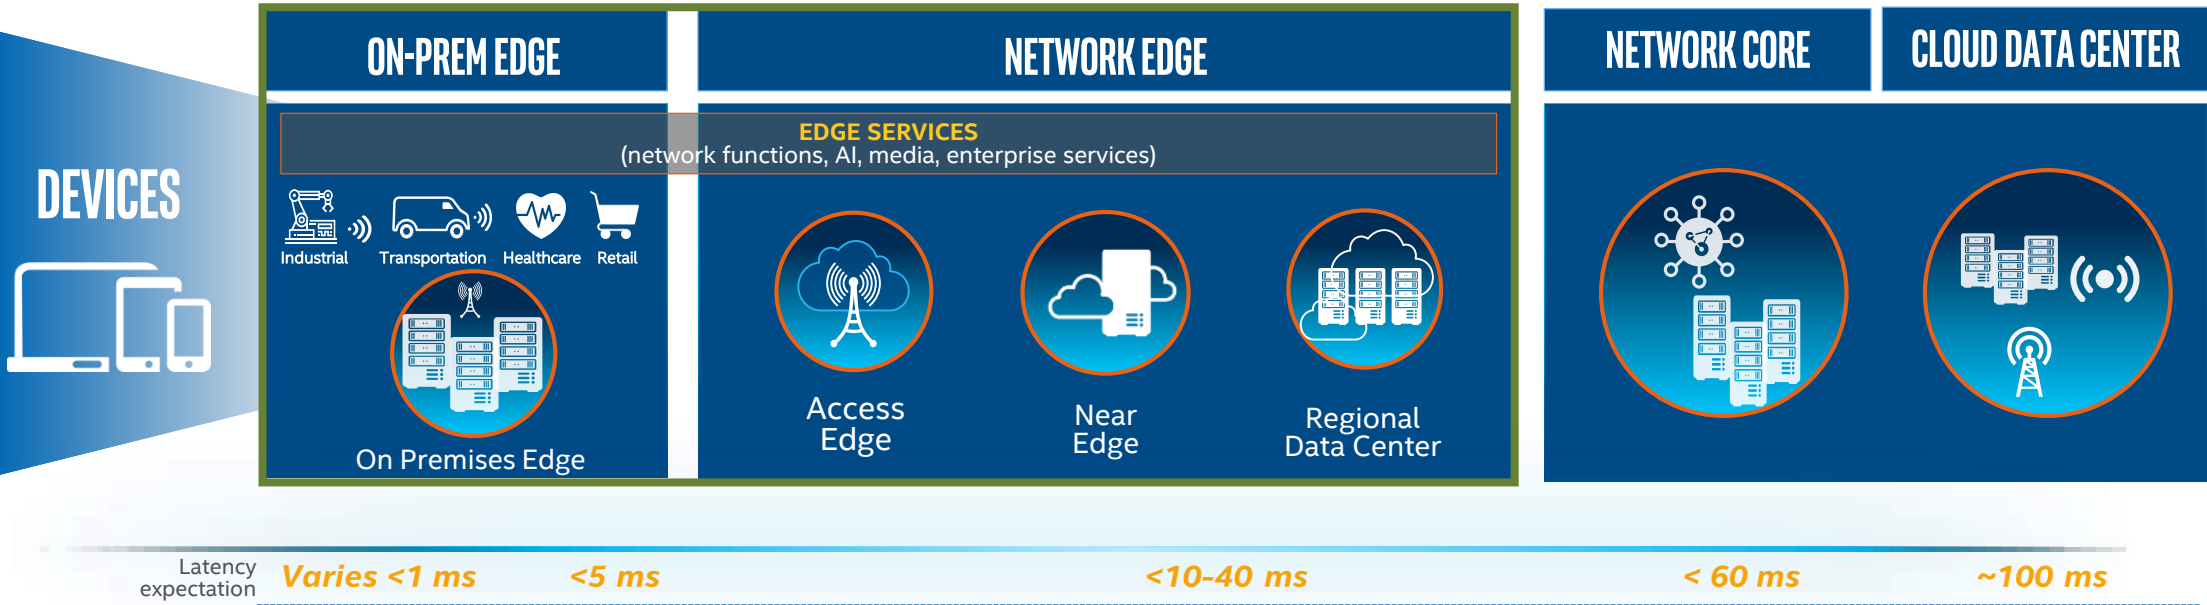 DEVICES
ON-PREM EDGE
NETWORK EDGE
NETWORK CORE
CLOUD DATA CENTER
EDGE SERVICES
(network functions, AI, media, enterprise services)
Industrial
Transportation
Healthcare
Retail
On Premises Edge
Access
Edge
Near
Edge
Regional
Data Center
Latency
expectation
Varies <1 ms
<5 ms
<10-40 ms
< 60 ms
~100 ms